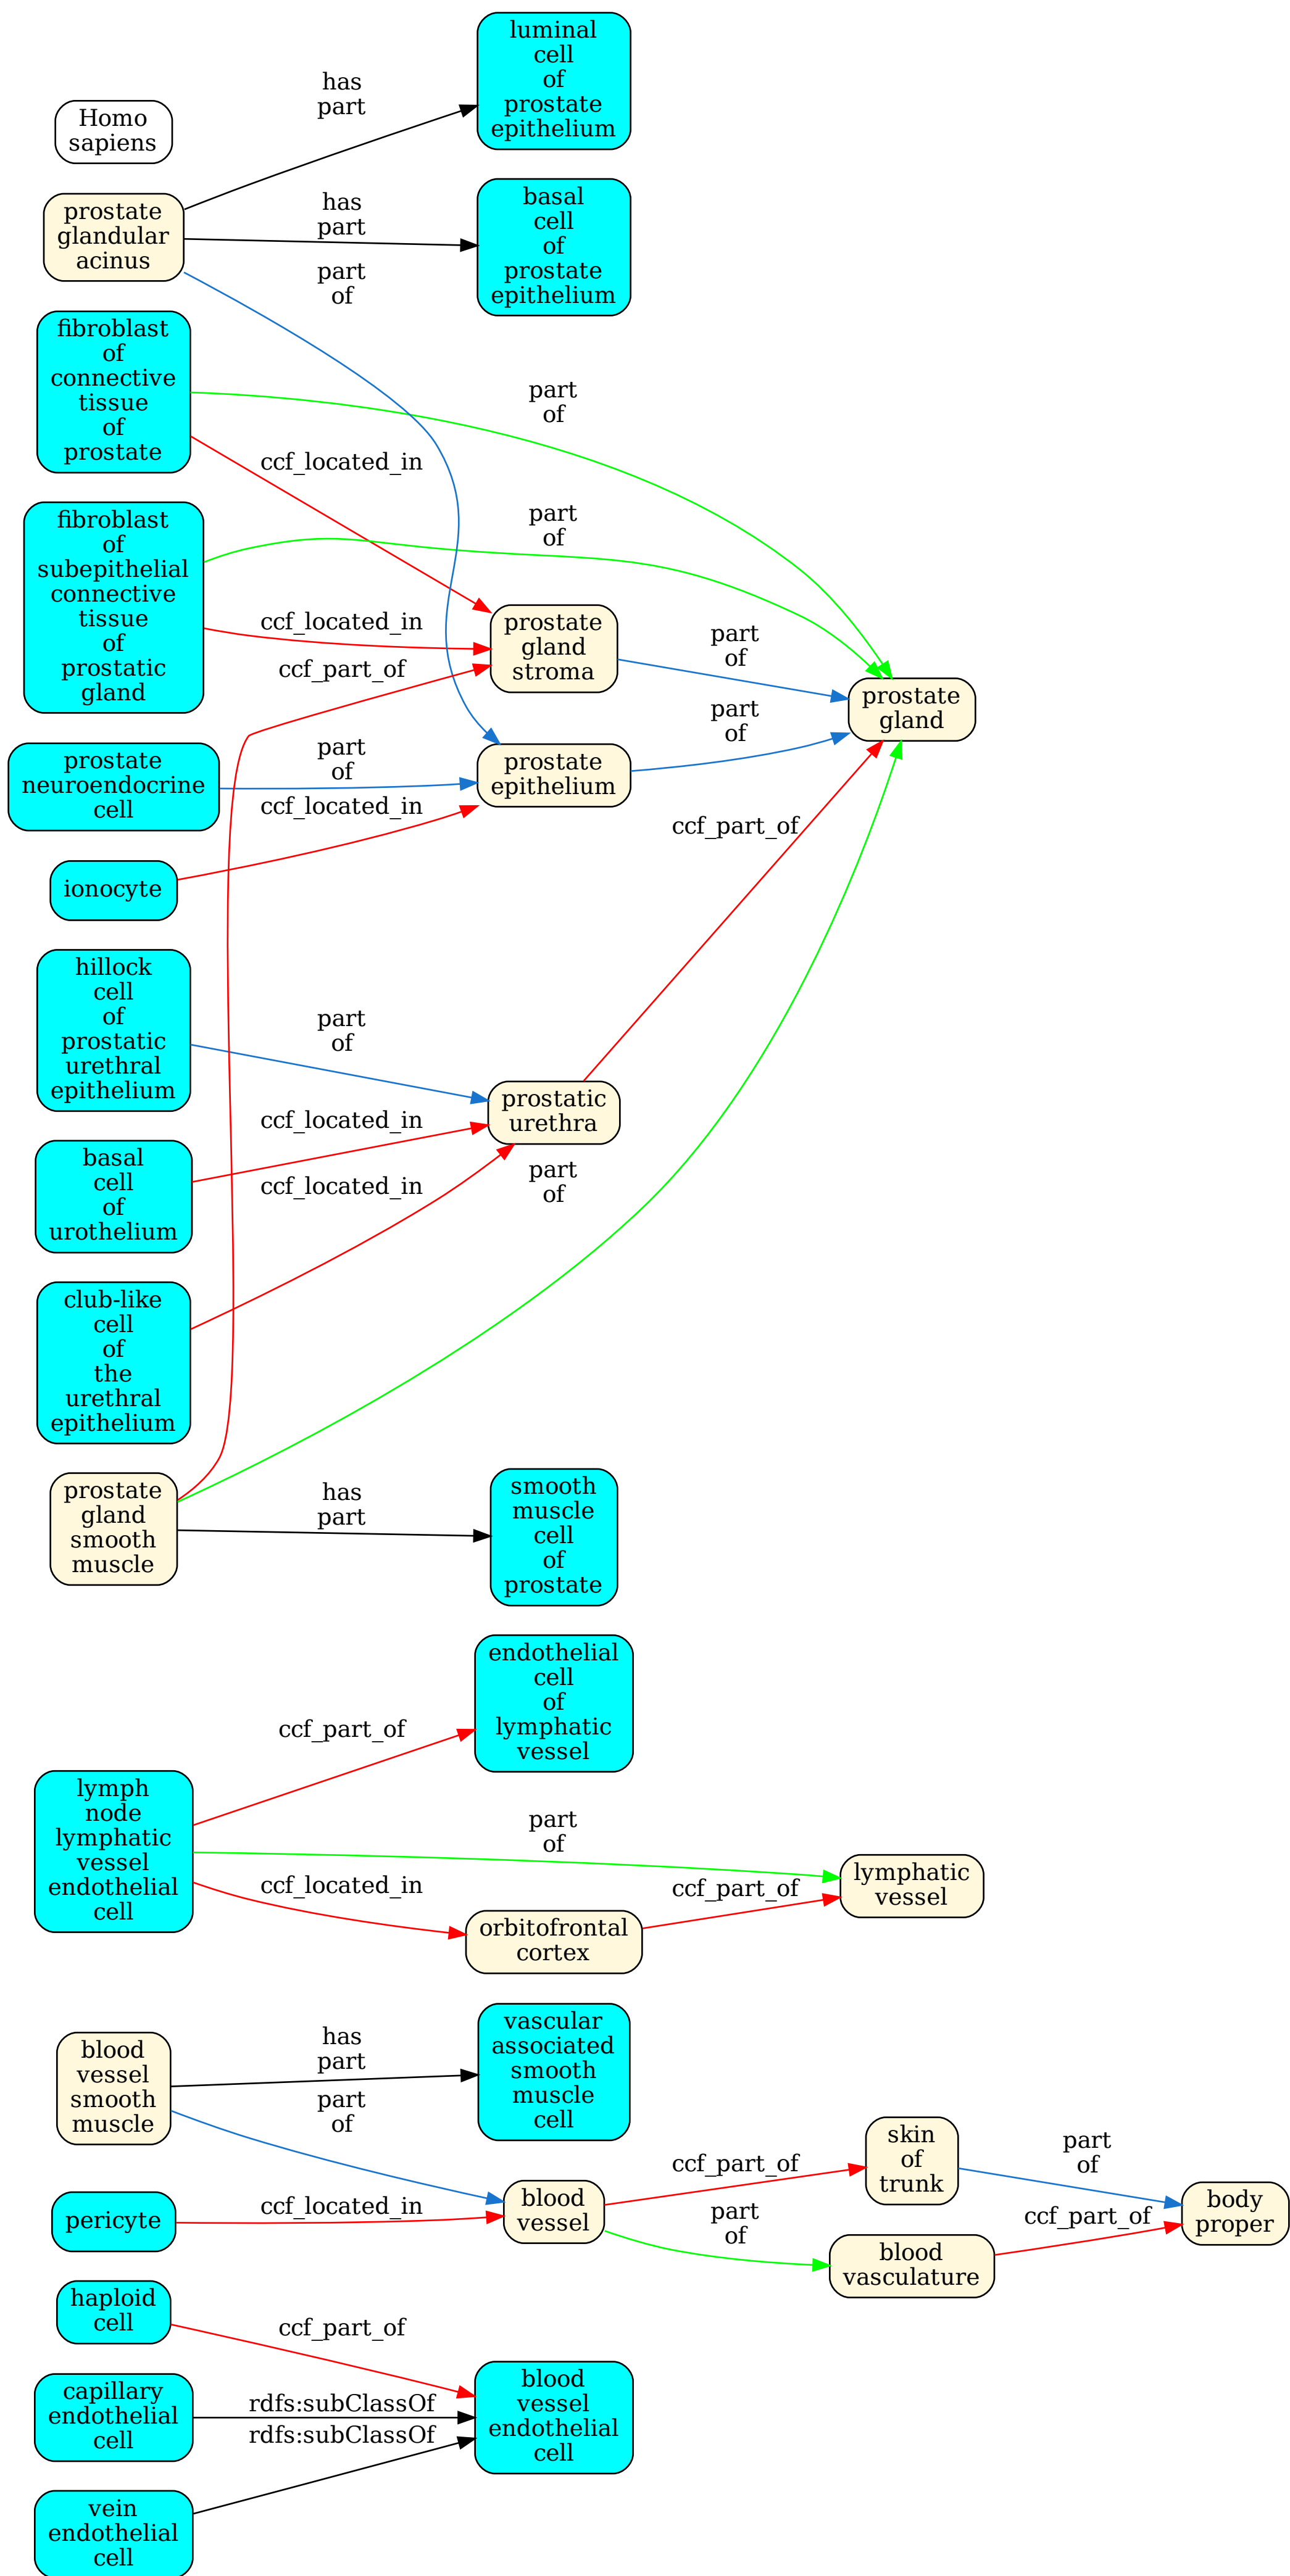 luminal
cell
of
prostate
epithelium
has
part
Homo
sapiens
prostate
glandular
acinus
has
part
basal
cell
of
prostate
epithelium
part
of
fibroblast
of
connective
tissue
of
prostate
part
of
ccf_located_in
fibroblast
of
subepithelial
connective
tissue
of
prostatic
gland
part
of
ccf_located_in
ccf_part_of
prostate
gland
stroma
part
of
prostate
gland
part
of
prostate
neuroendocrine
cell
part
of
prostate
epithelium
ccf_located_in
ccf_part_of
ionocyte
hillock
cell
of
prostatic
urethral
epithelium
part
of
prostatic
urethra
ccf_located_in
basal
cell
of
urothelium
ccf_located_in
part
of
club-like
cell
of
the
urethral
epithelium
prostate
gland
smooth
muscle
has
part
smooth
muscle
cell
of
prostate
endothelial
cell
of
lymphatic
vessel
ccf_part_of
lymph
node
lymphatic
vessel
endothelial
cell
part
of
ccf_located_in
orbitofrontal
cortex
ccf_part_of
lymphatic
vessel
vascular
associated
smooth
muscle
cell
blood
vessel
smooth
muscle
has
part
part
of
pericyte
ccf_located_in
blood
vessel
ccf_part_of
part
of
skin
of
trunk
blood
vasculature
part
of
ccf_part_of
body
proper
haploid
cell
ccf_part_of
capillary
endothelial
cell
rdfs:subClassOf
rdfs:subClassOf
blood
vessel
endothelial
cell
vein
endothelial
cell